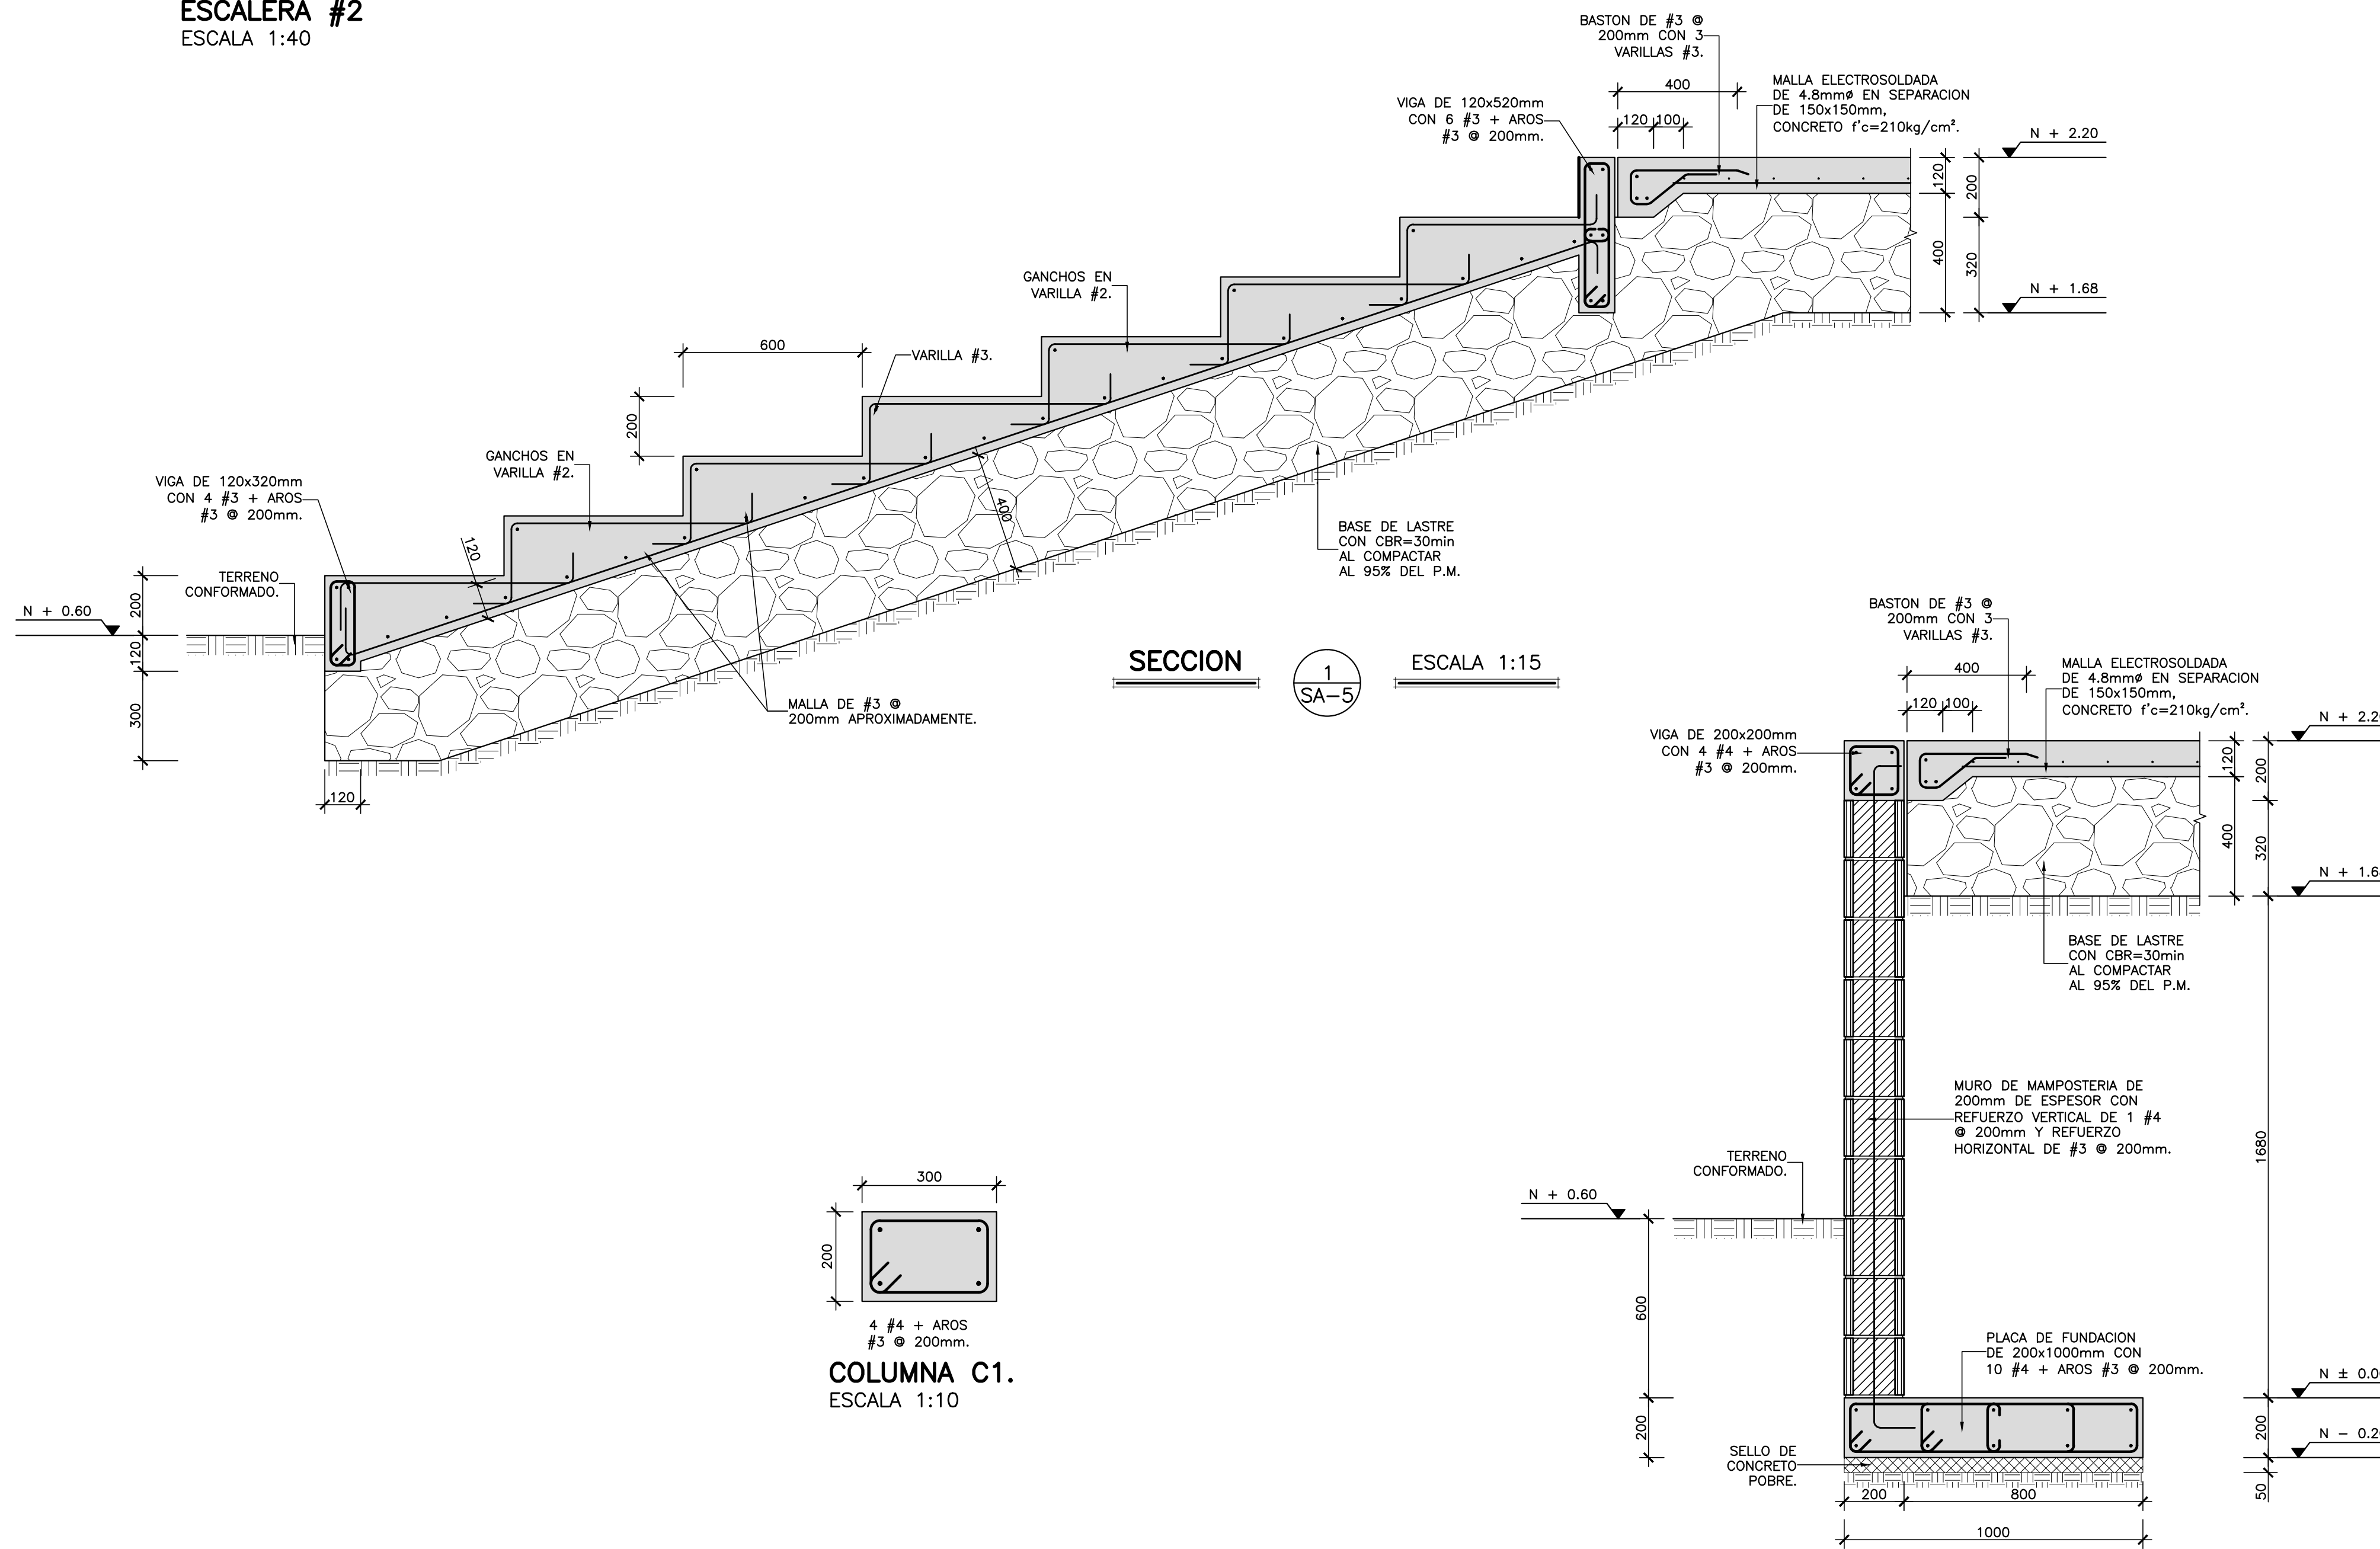 ESCALERA #2
ESCALA 1:40
BASTON DE #3 @
200mm CON 3
VARILLAS #3.
400
MALLA ELECTROSOLDADA
DE 4.8mmø EN SEPARACION
DE 150x150mm,
CONCRETO f'c=210kg/cm².
VIGA DE 120x520mm
CON 6 #3 + AROS
#3 @ 200mm.
120
100
N + 2.20
120
200
400
320
N + 1.68
GANCHOS EN
VARILLA #2.
600
VARILLA #3.
200
GANCHOS EN
VARILLA #2.
VIGA DE 120x320mm
CON 4 #3 + AROS
#3 @ 200mm.
120
400
BASE DE LASTRE
CON CBR=30min
AL COMPACTAR
AL 95% DEL P.M.
TERRENO
CONFORMADO.
N + 0.60
200
120
300
120
MALLA DE #3 @
200mm APROXIMADAMENTE.
SECCION
1
SA-5
ESCALA 1:15
BASTON DE #3 @
200mm CON 3
VARILLAS #3.
400
MALLA ELECTROSOLDADA
DE 4.8mmø EN SEPARACION
DE 150x150mm,
CONCRETO f'c=210kg/cm².
120
100
VIGA DE 200x200mm
CON 4 #4 + AROS
#3 @ 200mm.
N + 2.2
120
200
400
320
N + 1.6
BASE DE LASTRE
CON CBR=30min
AL COMPACTAR
AL 95% DEL P.M.
MURO DE MAMPOSTERIA DE
200mm DE ESPESOR CON
REFUERZO VERTICAL DE 1 #4
@ 200mm Y REFUERZO
HORIZONTAL DE #3 @ 200mm.
1680
TERRENO
CONFORMADO.
N + 0.60
600
200
PLACA DE FUNDACION
DE 200x1000mm CON
10 #4 + AROS #3 @ 200mm.
N ± 0.0
200
N - 0.2
50
SELLO DE
CONCRETO
POBRE.
200
800
1000
300
200
4 #4 + AROS
#3 @ 200mm.
COLUMNA C1.
ESCALA 1:10